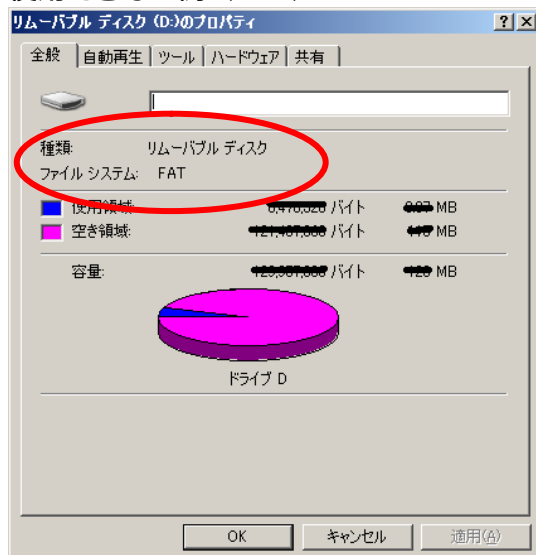 リムーバブル ディスク (D:)のプロパティ
全般 自動再生 ツール ハードウェア 共有
種類: リムーバブル ディスク
ファイル システム: FAT
使用領域: バイト MB
空き領域: バイト MB
容量: バイト MB
ドライブ D
OK キャンセル 適用(A)